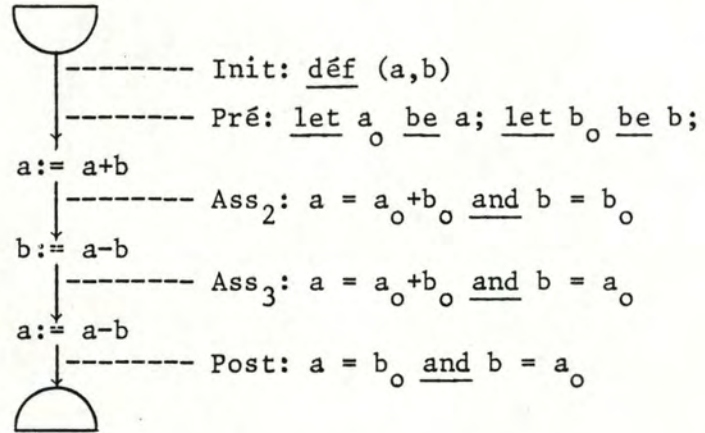 Init: déf (a,b)
Pré: let a₀ be a; let b₀ be b;
a:= a+b
Ass₂: a = a₀+b₀ and b = b₀
b:= a-b
Ass₃: a = a₀+b₀ and b = a₀
a:= a-b
Post: a = b₀ and b = a₀